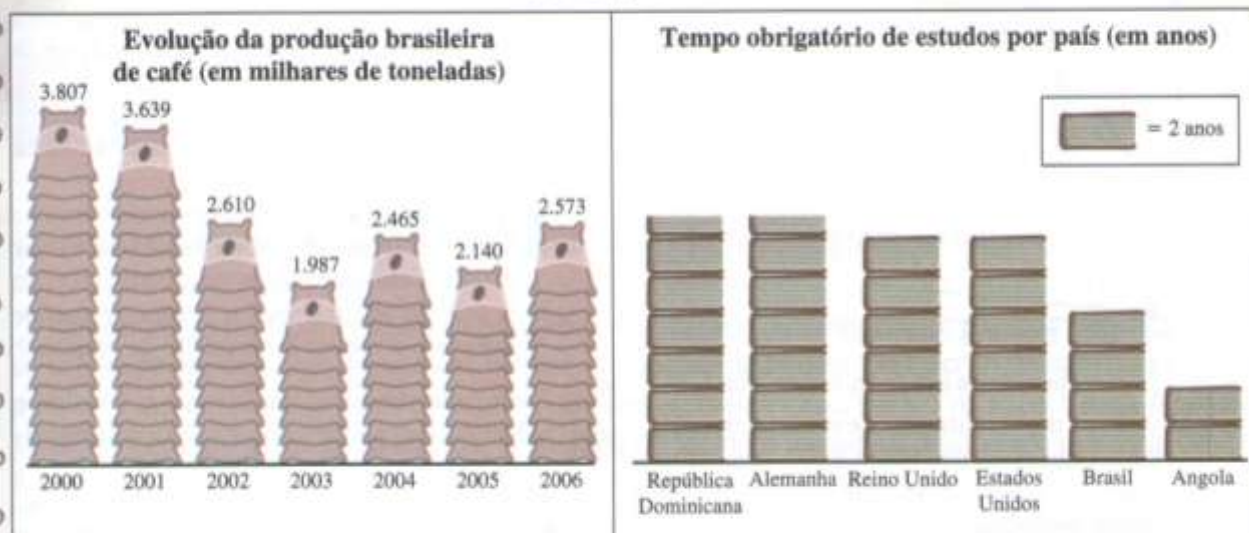 Evolução da produção brasileira
de café (em milhares de toneladas)
3.807
3.639
2.610
1.987
2.465
2.140
2.573
2000
2001
2002
2003
2004
2005
2006
Tempo obrigatório de estudos por país (em anos)
= 2 anos
República
Dominicana
Alemanha
Reino Unido
Estados
Unidos
Brasil
Angola